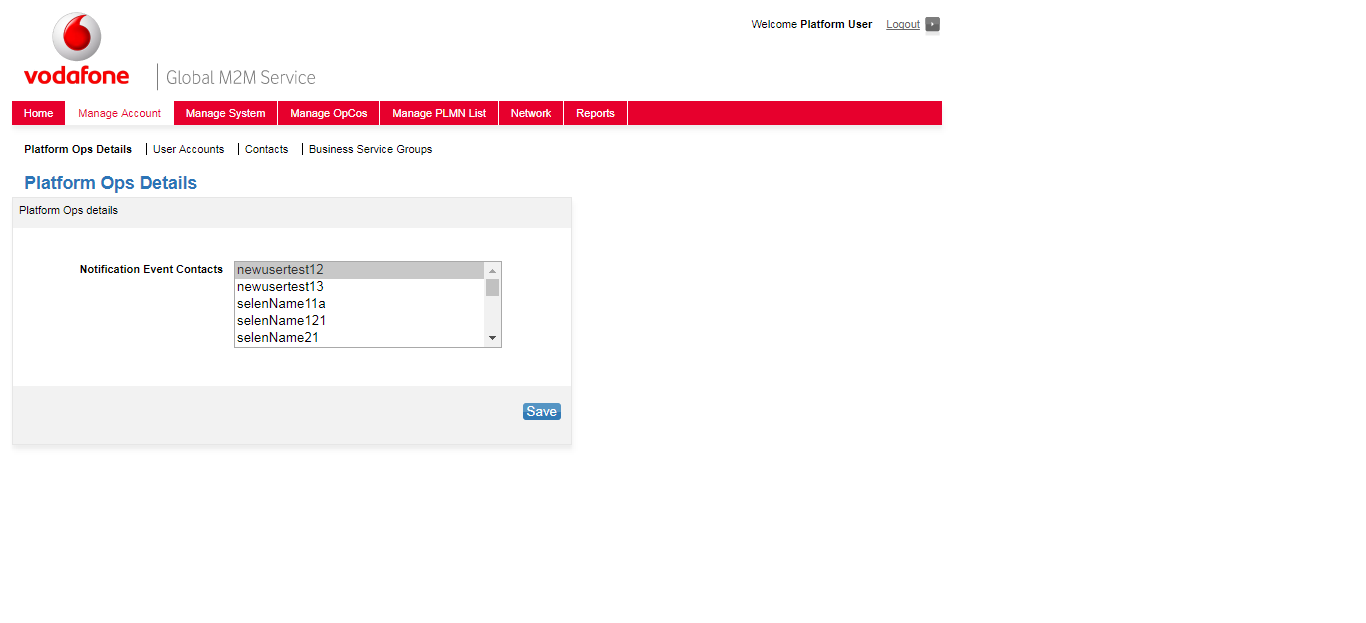 Welcome Platform User Logout
vodafone Global M2M Service
Home Manage Account Manage System Manage OpCos Manage PLMN List Network Reports
Platform Ops Details User Accounts Contacts Business Service Groups
Platform Ops Details
Platform Ops details
Notification Event Contacts newusertest12
newusertest13
selenName11a
selenName121
selenName21
Save